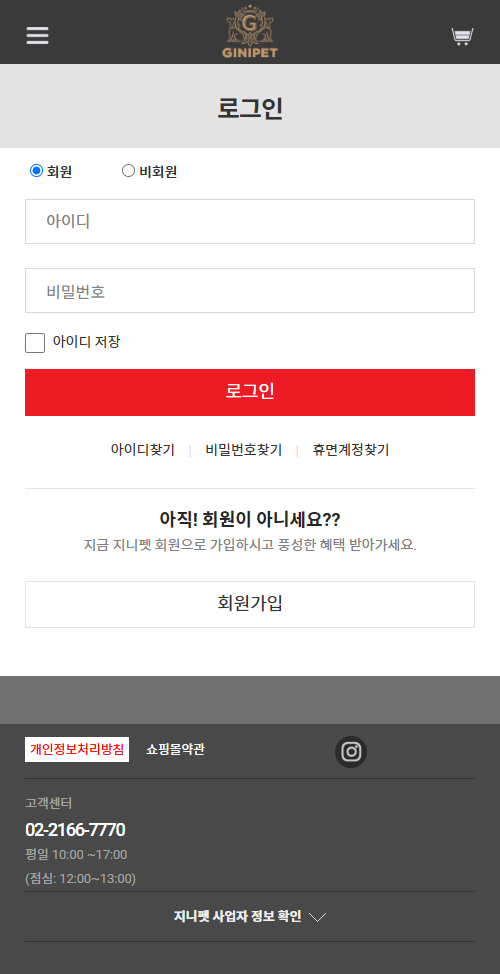 G
GINIPET
로그인
회원 비회원
아이디
비밀번호
아이디 저장
로그인
아이디찾기 | 비밀번호찾기 | 휴면계정찾기
아직! 회원이 아니세요??
지금 지니펫 회원으로 가입하시고 풍성한 혜택 받아가세요.
회원가입
개인정보처리방침 쇼핑몰약관
고객센터
02-2166-7770
평일 10:00 ~17:00
(점심: 12:00~13:00)
지니펫 사업자 정보 확인